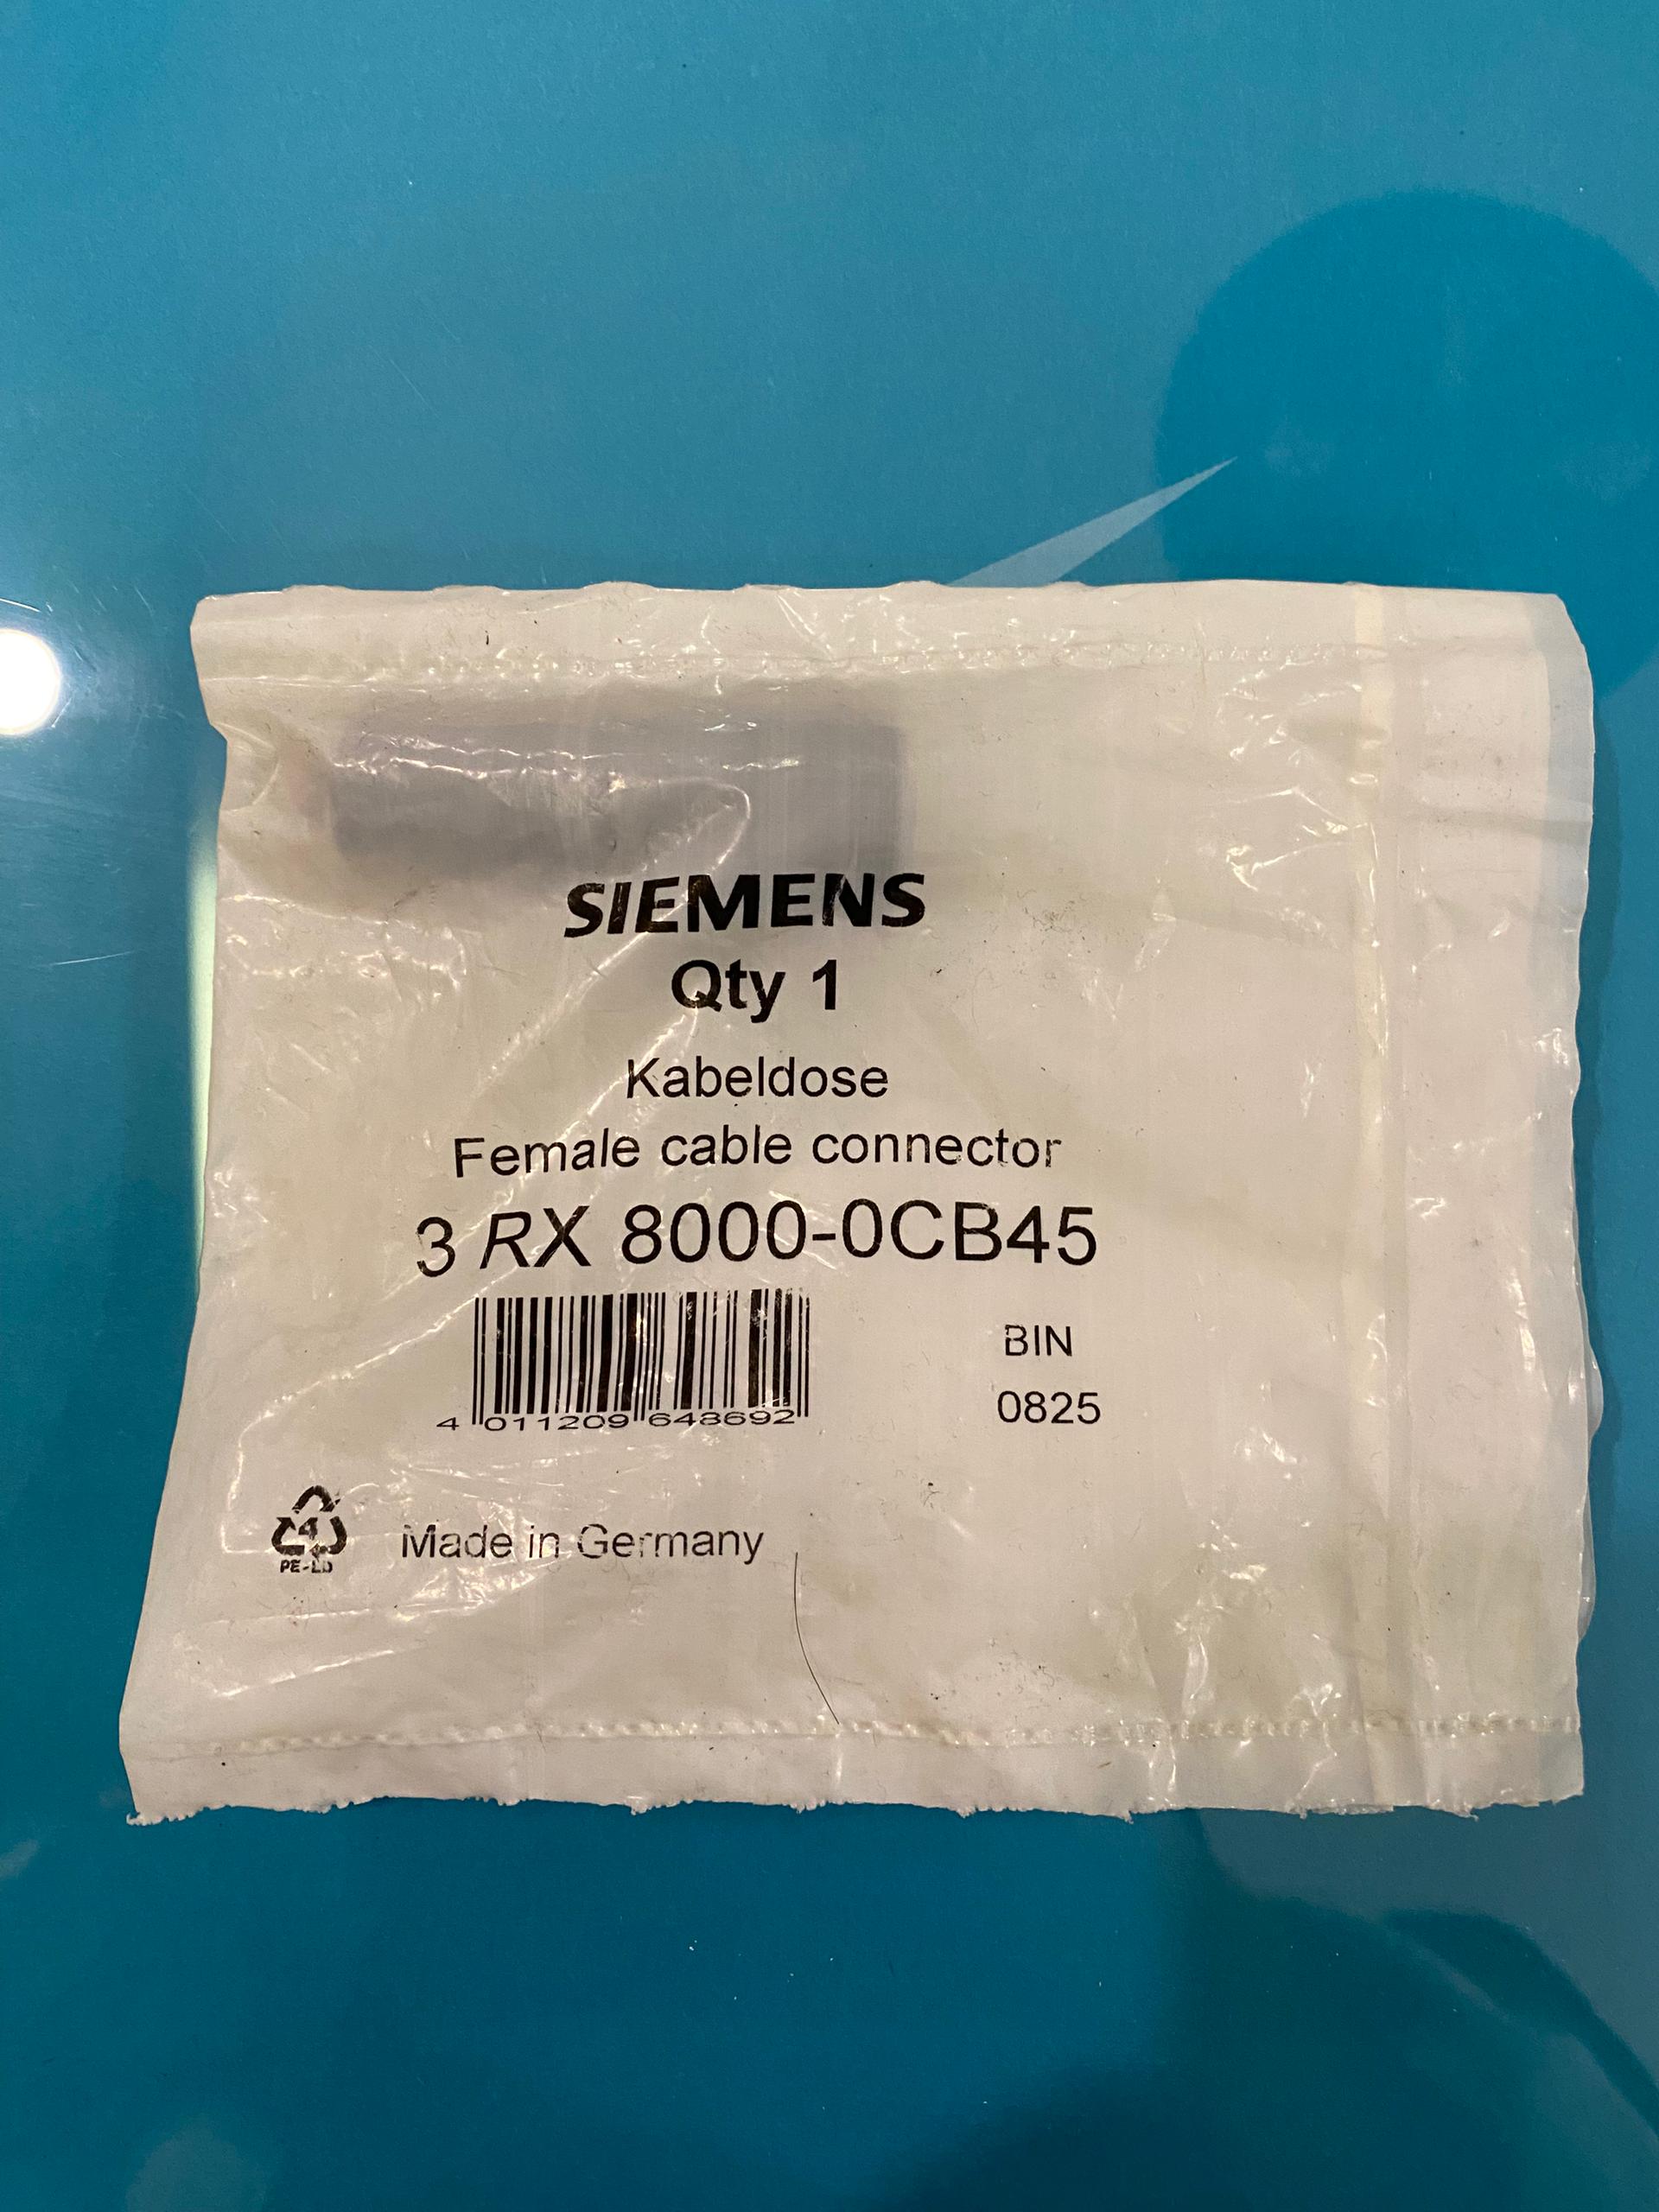 SIEMENS
Qty 1
Kabeldose
Female cable connector
3 RX 8000-0CB45
4 011209 648692
BIN
0825
4
PE-LD
Made in Germany